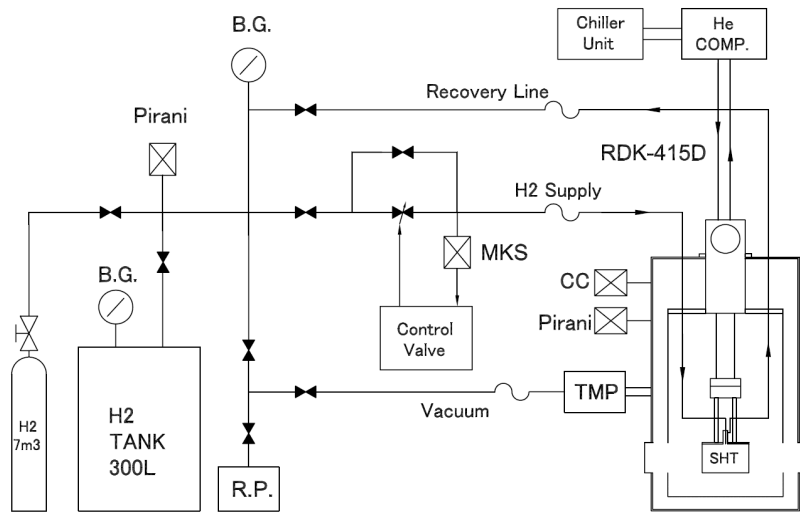 B.G.
Chiller
Unit
He
COMP.
Recovery Line
Pirani
RDK-415D
H2 Supply
MKS
B.G.
CC
Pirani
Control
Valve
H2
7m3
H2
TANK
300L
Vacuum
TMP
R.P.
SHT